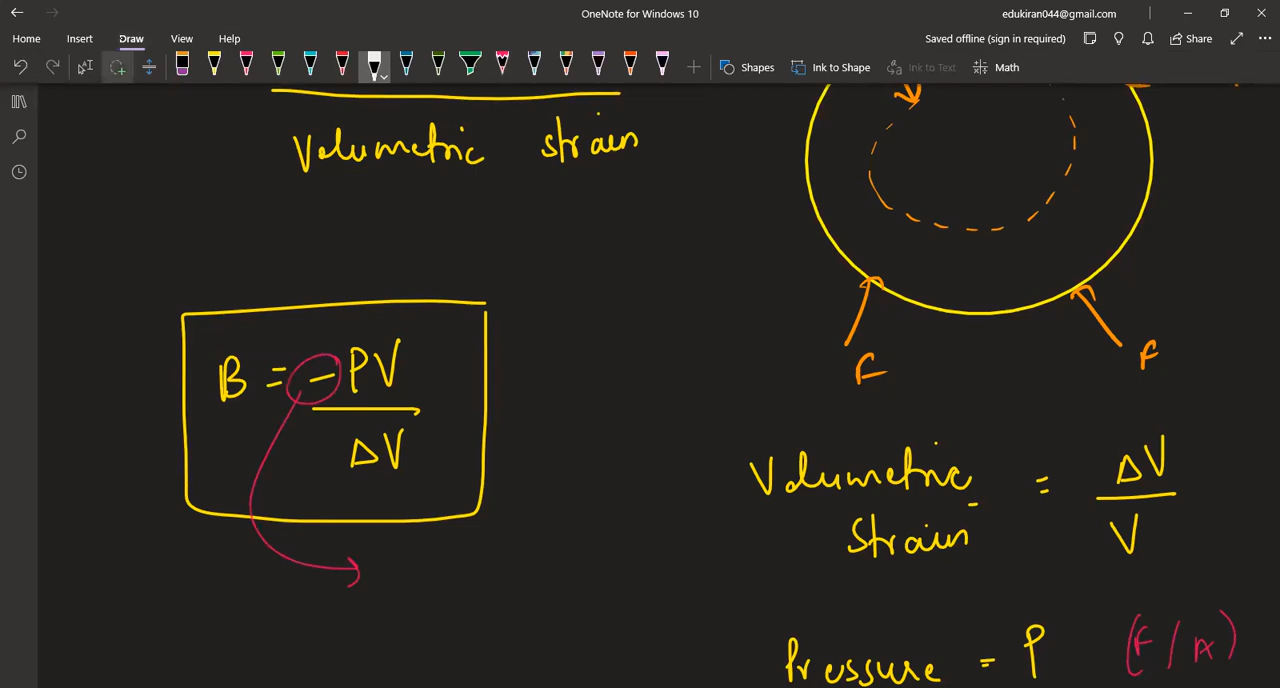 OneNote for Windows 10
edukiran044@gmail.com
Home Insert Draw View Help
Saved offline (sign in required)
Share
Shapes
Ink to Shape
Ink to Text
Math
Volumetric strain
B = - PV
ΔV
F
F
Volumetric Strain = ΔV
V
Pressure = P (F/A)